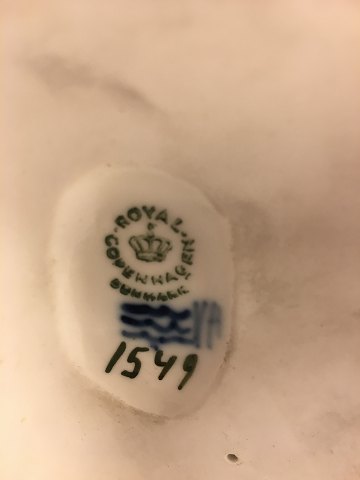 ROYAL
COPENHAGEN
DENMARK
1549